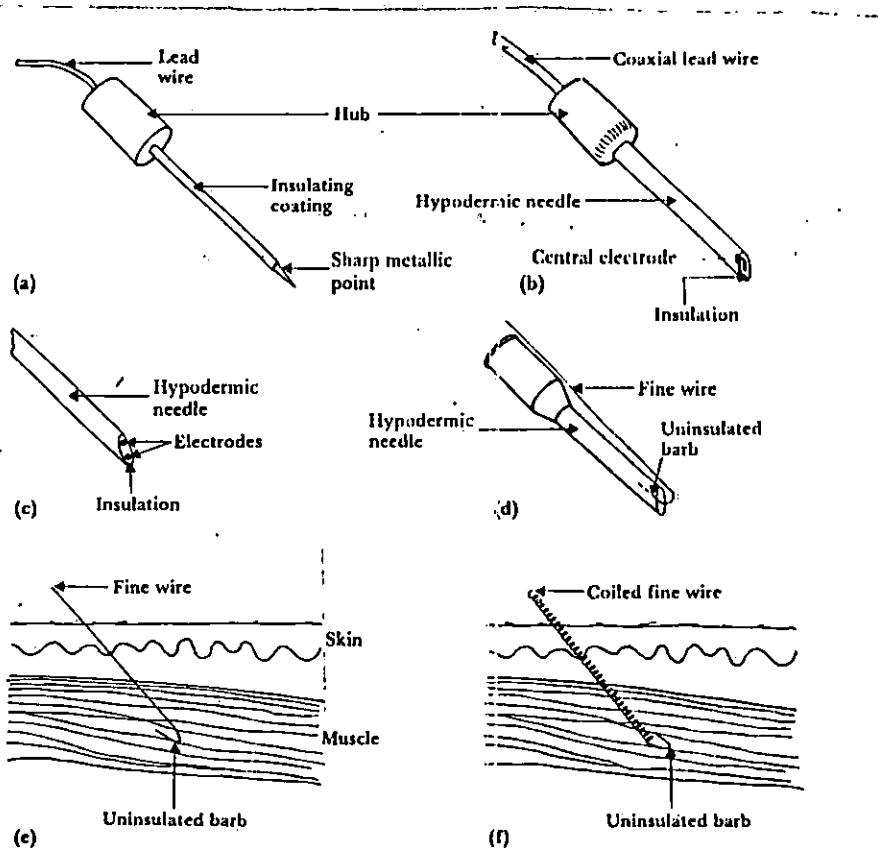 Lead
wire
Hub
Insulating
coating
Sharp metallic
point
(a)
Coaxial lead wire
Hypodermic needle
Central electrode
(b)
Insulation
Hypodermic
needle
Electrodes
Insulation
(c)
Fine wire
Hypodermic
needle
Uninsulated
barb
(d)
Fine wire
Skin
Muscle
Uninsulated barb
(e)
Coiled fine wire
Uninsulated barb
(f)